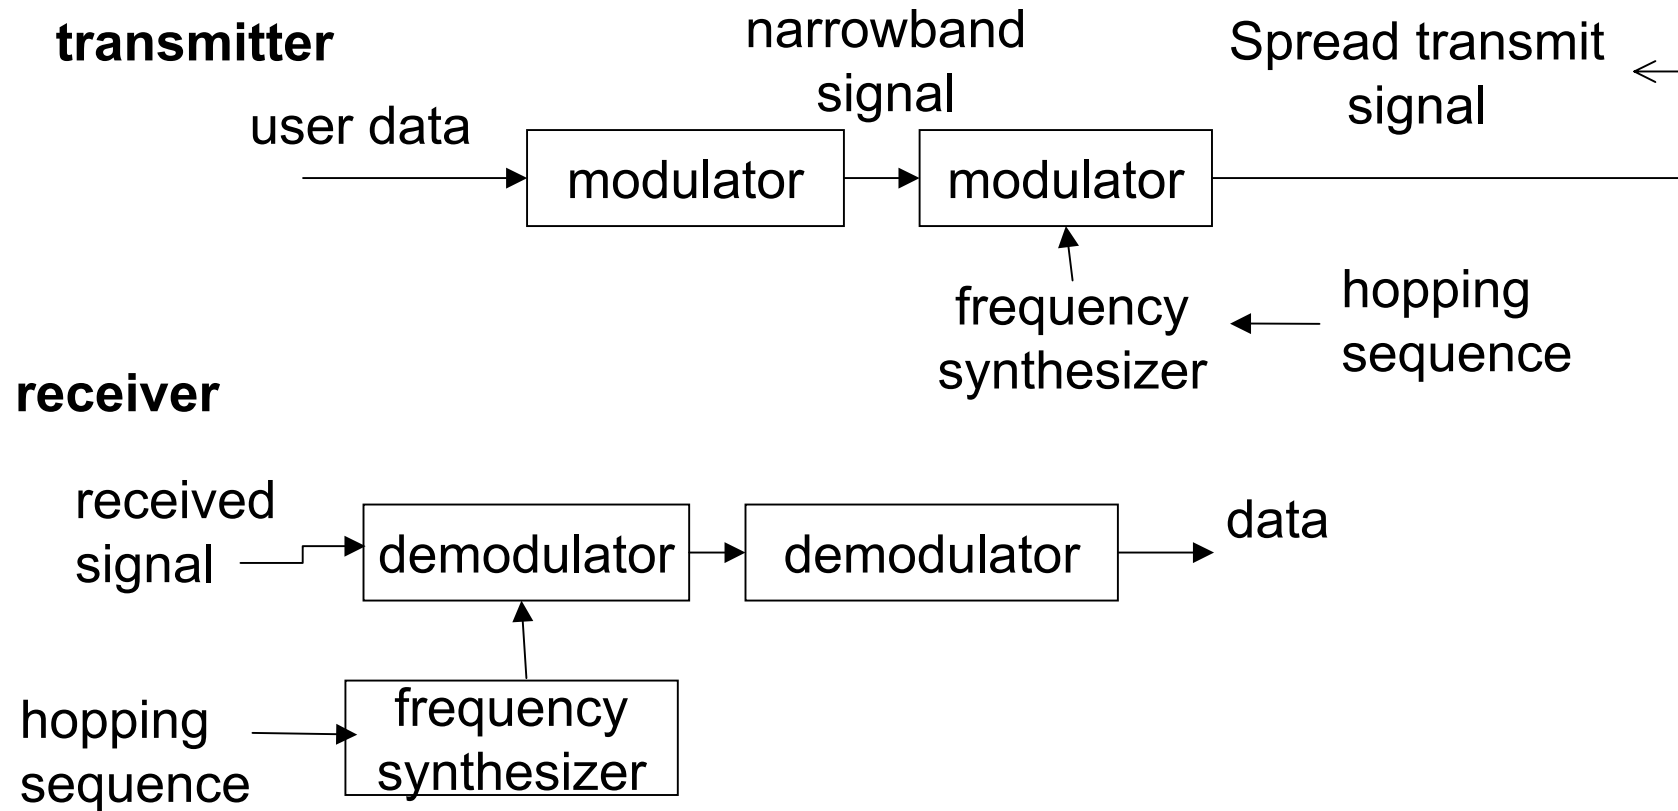 transmitter
narrowband
signal
Spread transmit
signal
user data
modulator
modulator
frequency
synthesizer
hopping
sequence
receiver
received
signal
demodulator
demodulator
data
hopping
sequence
frequency
synthesizer